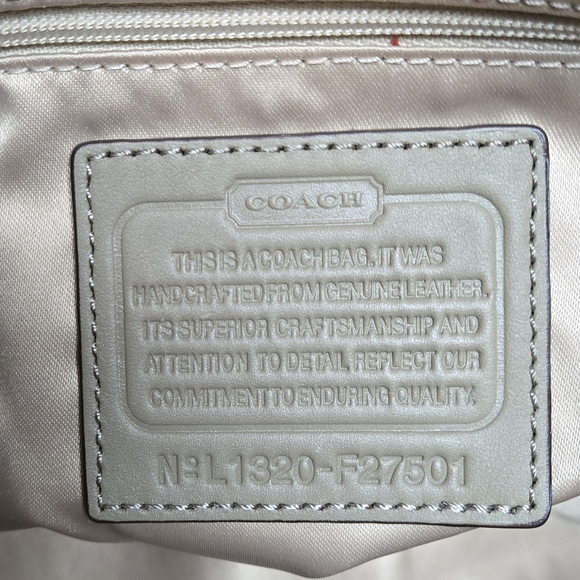 COACH
THIS IS A COACH BAG. IT WAS
HANDCRAFTED FROM GENUINE LEATHER.
ITS SUPERIOR CRAFTSMANSHIP AND
ATTENTION TO DETAIL REFLECT OUR
COMMITMENT TO ENDURING QUALITY.
Nº L1320-F27501